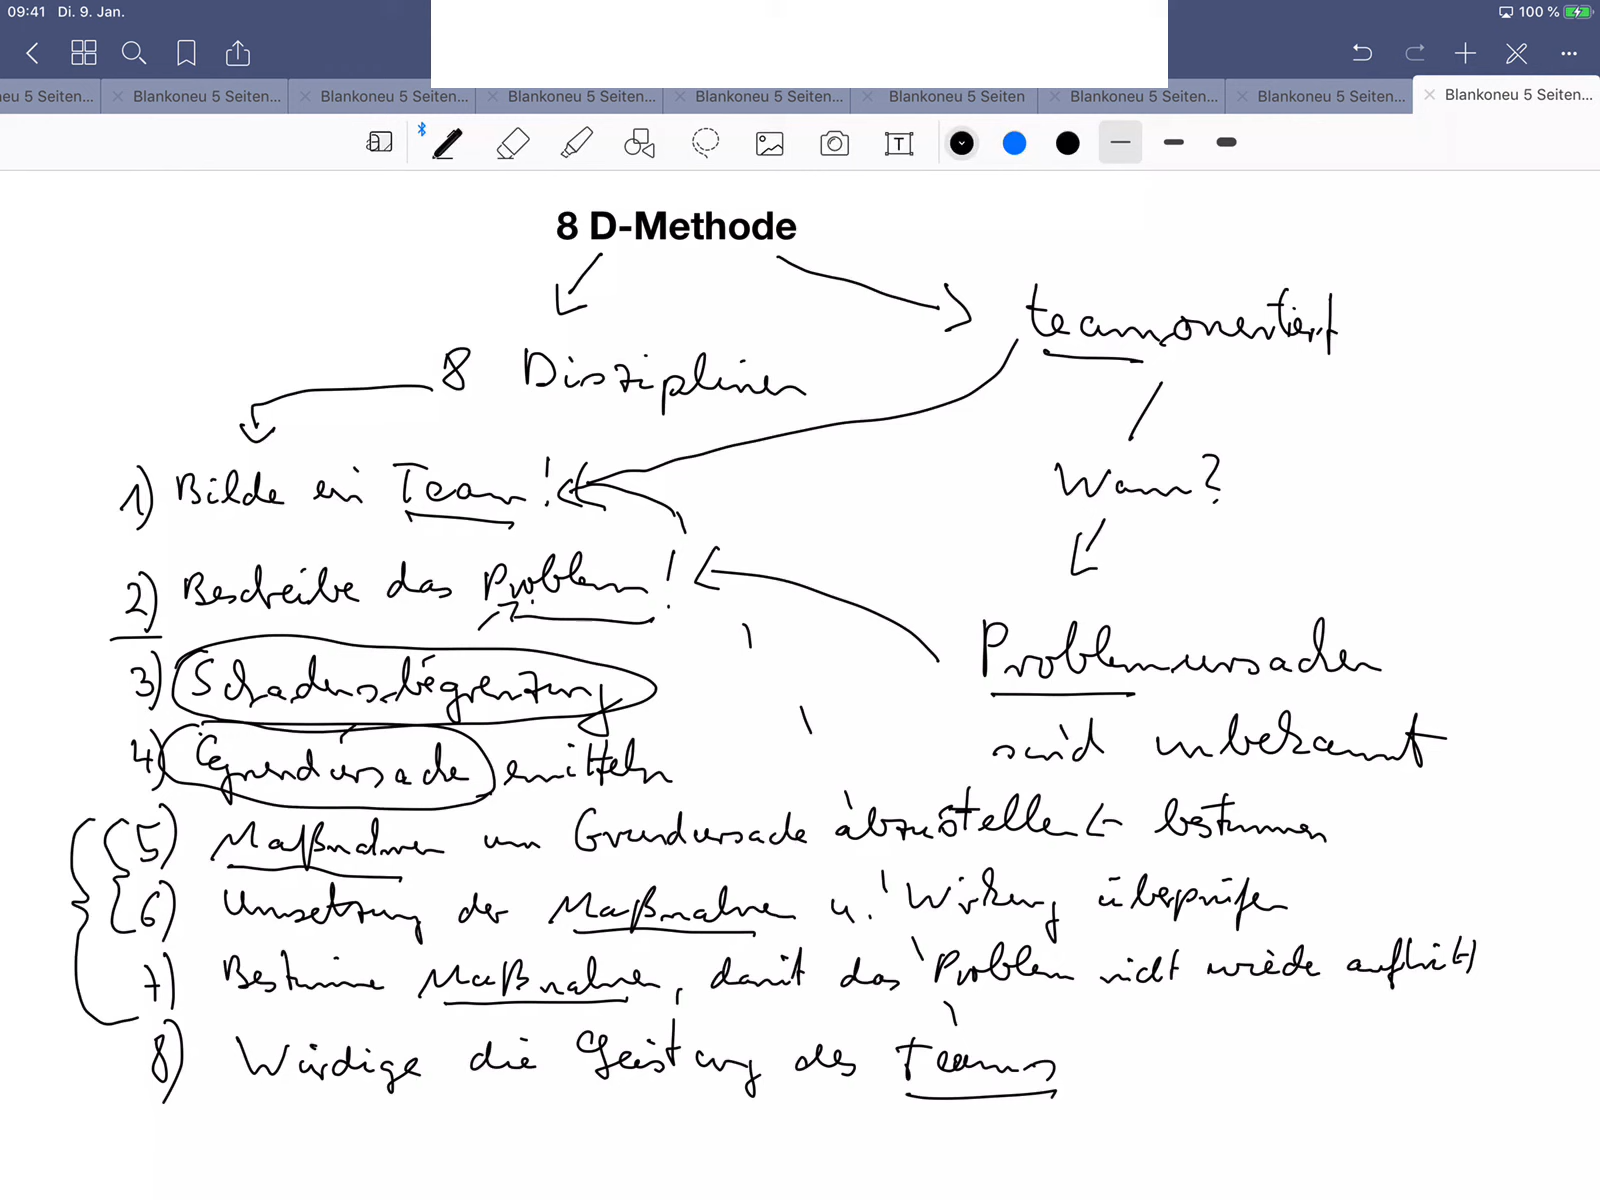 09:41 Di. 9. Jan.
100 %
eu 5 Seiten...
Blankoneu 5 Seiten...
Blankoneu 5 Seiten...
Blankoneu 5 Seiten...
Blankoneu 5 Seiten...
Blankoneu 5 Seiten
Blankoneu 5 Seiten...
Blankoneu 5 Seiten...
Blankoneu 5 Seiten...
T
8 D-Methode
teamorientiert
8 Disziplinen
1) Bilde ein Team!
Wann?
2) Beschreibe das Problem!
Problemursachen
3) Schadensbegrenzung
sind unbekannt
4) Grundursache ermitteln
5) Maßnahmen um Grundursache abzustellen bestimmen
6) Umsetzung der Maßnahmen u. Wirkung überprüfen
7) Bestimme Maßnahmen, damit das Problem nicht wieder auftritt
8) Würdige die Leistung des Teams